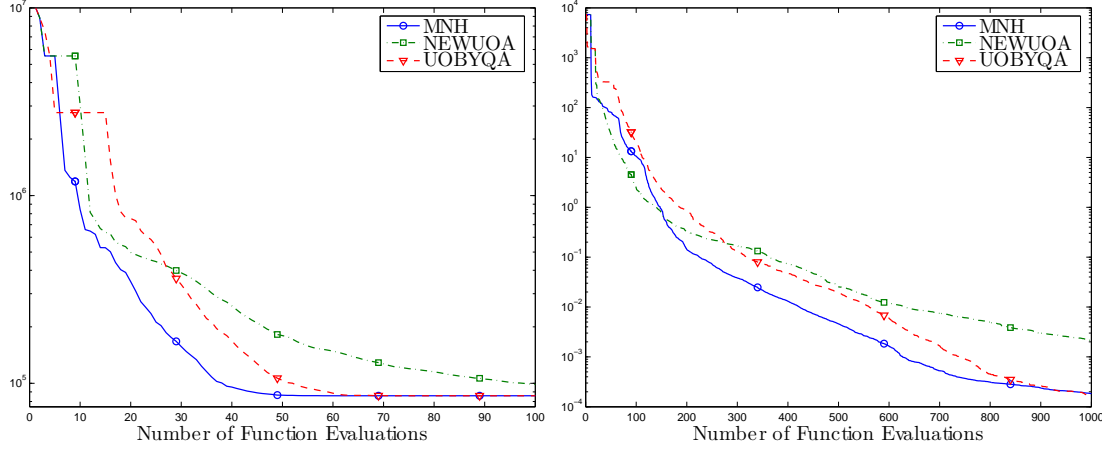 10^7
10^6
10^5
0 10 20 30 40 50 60 70 80 90 100
Number of Function Evaluations
MNH
NEWUOA
UOBYQA
10^4
10^3
10^2
10^1
10^0
10^−1
10^−2
10^−3
10^−4
0 100 200 300 400 500 600 700 800 900 1000
Number of Function Evaluations
MNH
NEWUOA
UOBYQA